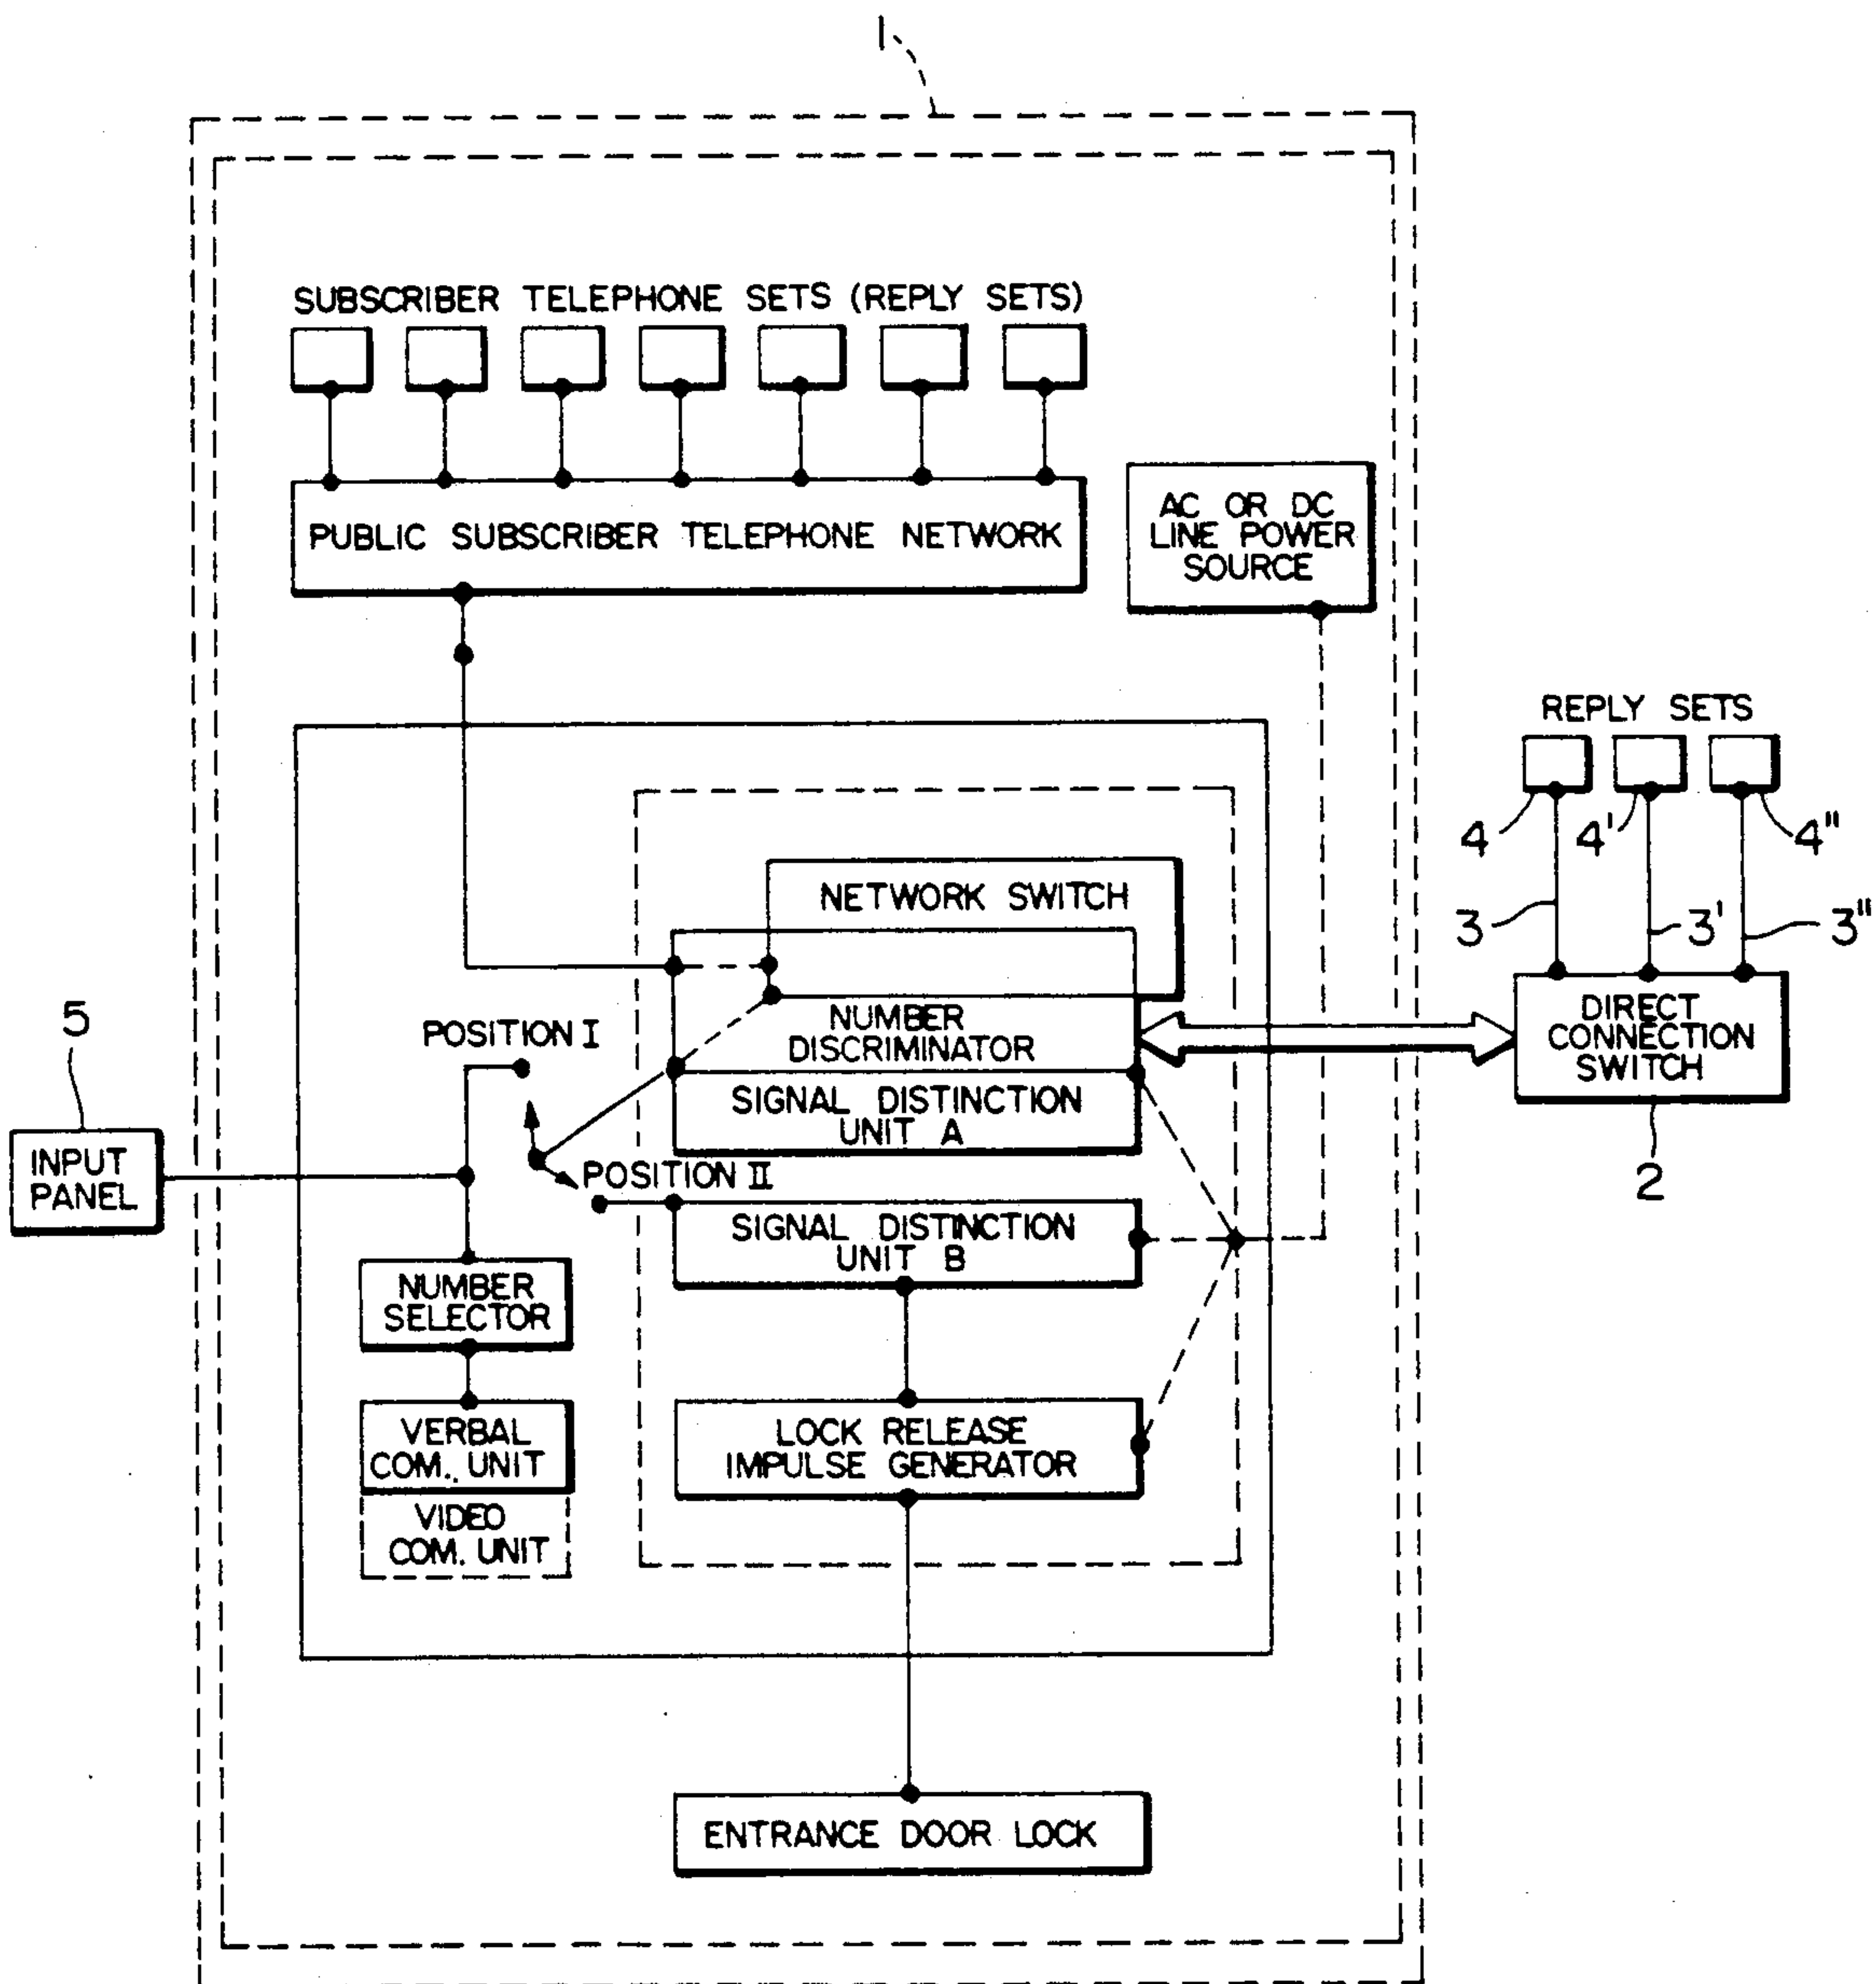 1
SUBSCRIBER TELEPHONE SETS (REPLY SETS)
PUBLIC SUBSCRIBER TELEPHONE NETWORK
AC OR DC
LINE POWER
SOURCE
REPLY SETS
4
4'
4"
3
3'
3"
NETWORK SWITCH
NUMBER
DISCRIMINATOR
SIGNAL DISTINCTION
UNIT A
DIRECT
CONNECTION
SWITCH
2
5
INPUT
PANEL
POSITION I
POSITION II
SIGNAL DISTINCTION
UNIT B
NUMBER
SELECTOR
VERBAL
COM. UNIT
VIDEO
COM. UNIT
LOCK RELEASE
IMPULSE GENERATOR
ENTRANCE DOOR LOCK